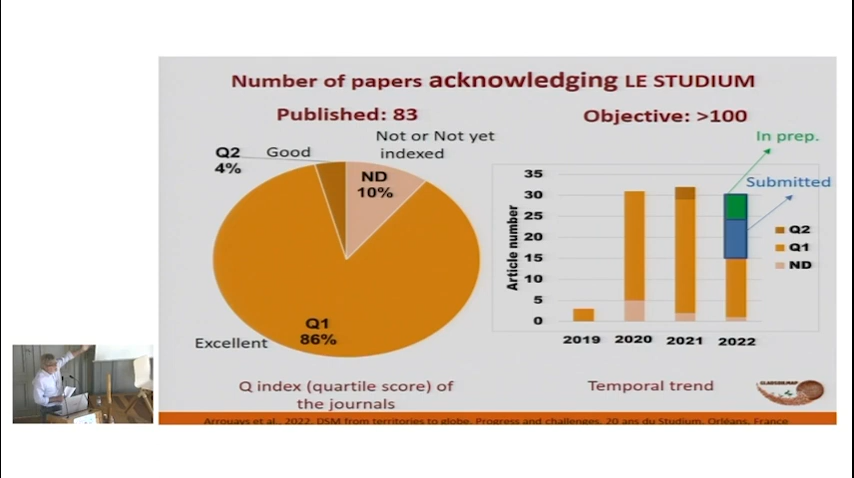 Number of papers acknowledging LE STUDIUM
Published: 83
Objective: >100
Not or Not yet
indexed
Q2
4%
Good
ND
10%
Q1
86%
Excellent
Q index (quartile score) of
the journals
In prep.
Submitted
Article number
35
30
25
20
15
10
5
0
2019 2020 2021 2022
Q2
Q1
ND
Temporal trend
GLADSOILMAP
Arrouays et al., 2022. DSM from territories to globe. Progress and challenges. 20 ans du Studium. Orléans, France